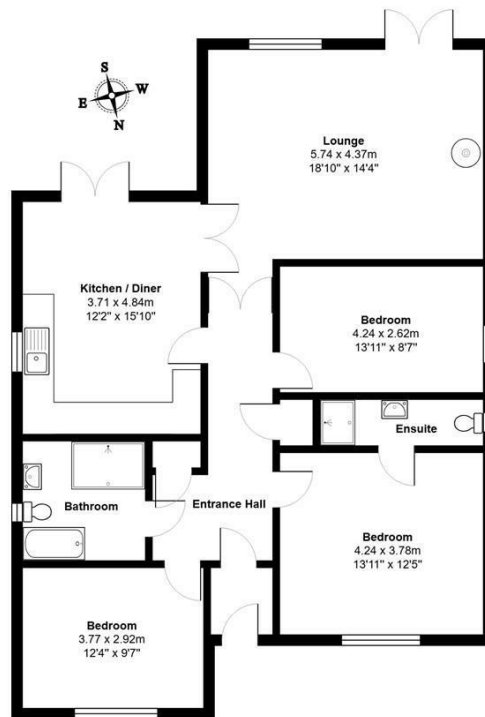 S
W
E
N
Lounge
5.74 x 4.37m
18'10" x 14'4"
Kitchen / Diner
3.71 x 4.84m
12'2" x 15'10"
Bedroom
4.24 x 2.62m
13'11" x 8'7"
Ensuite
Bathroom
Entrance Hall
Bedroom
4.24 x 3.78m
13'11" x 12'5"
Bedroom
3.77 x 2.92m
12'4" x 9'7"